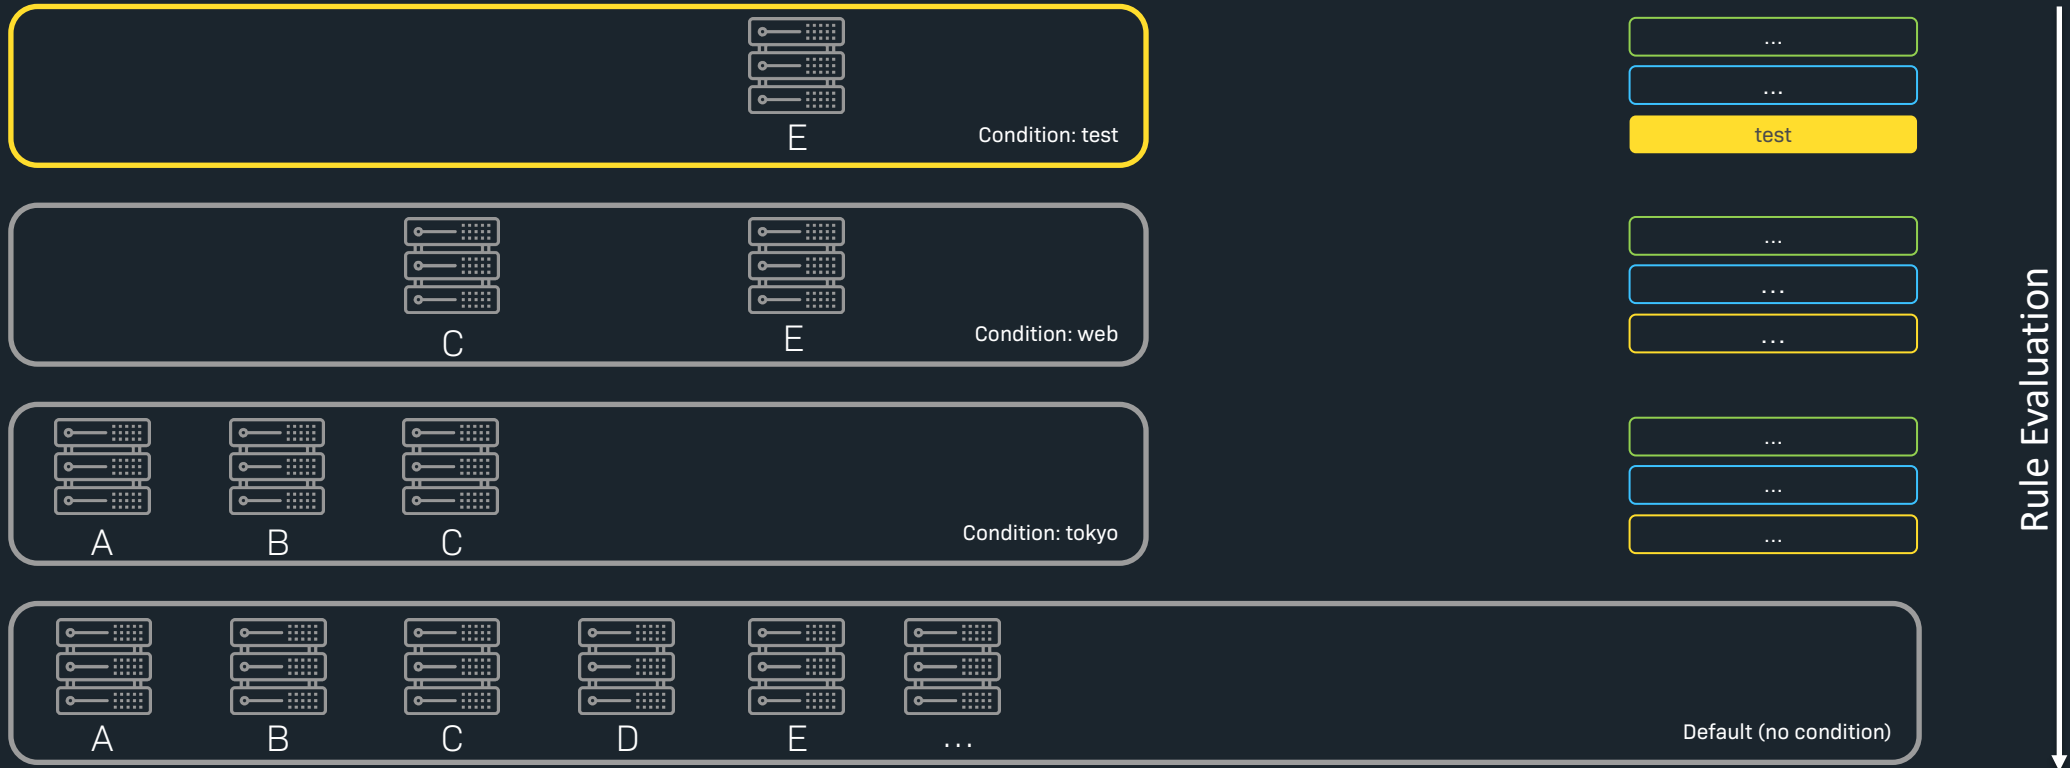 ...
...
E
Condition: test
test
...
...
C
E
Condition: web
...
...
...
A
B
C
Condition: tokyo
...
...
Rule Evaluation
A
B
C
D
E
...
Default (no condition)